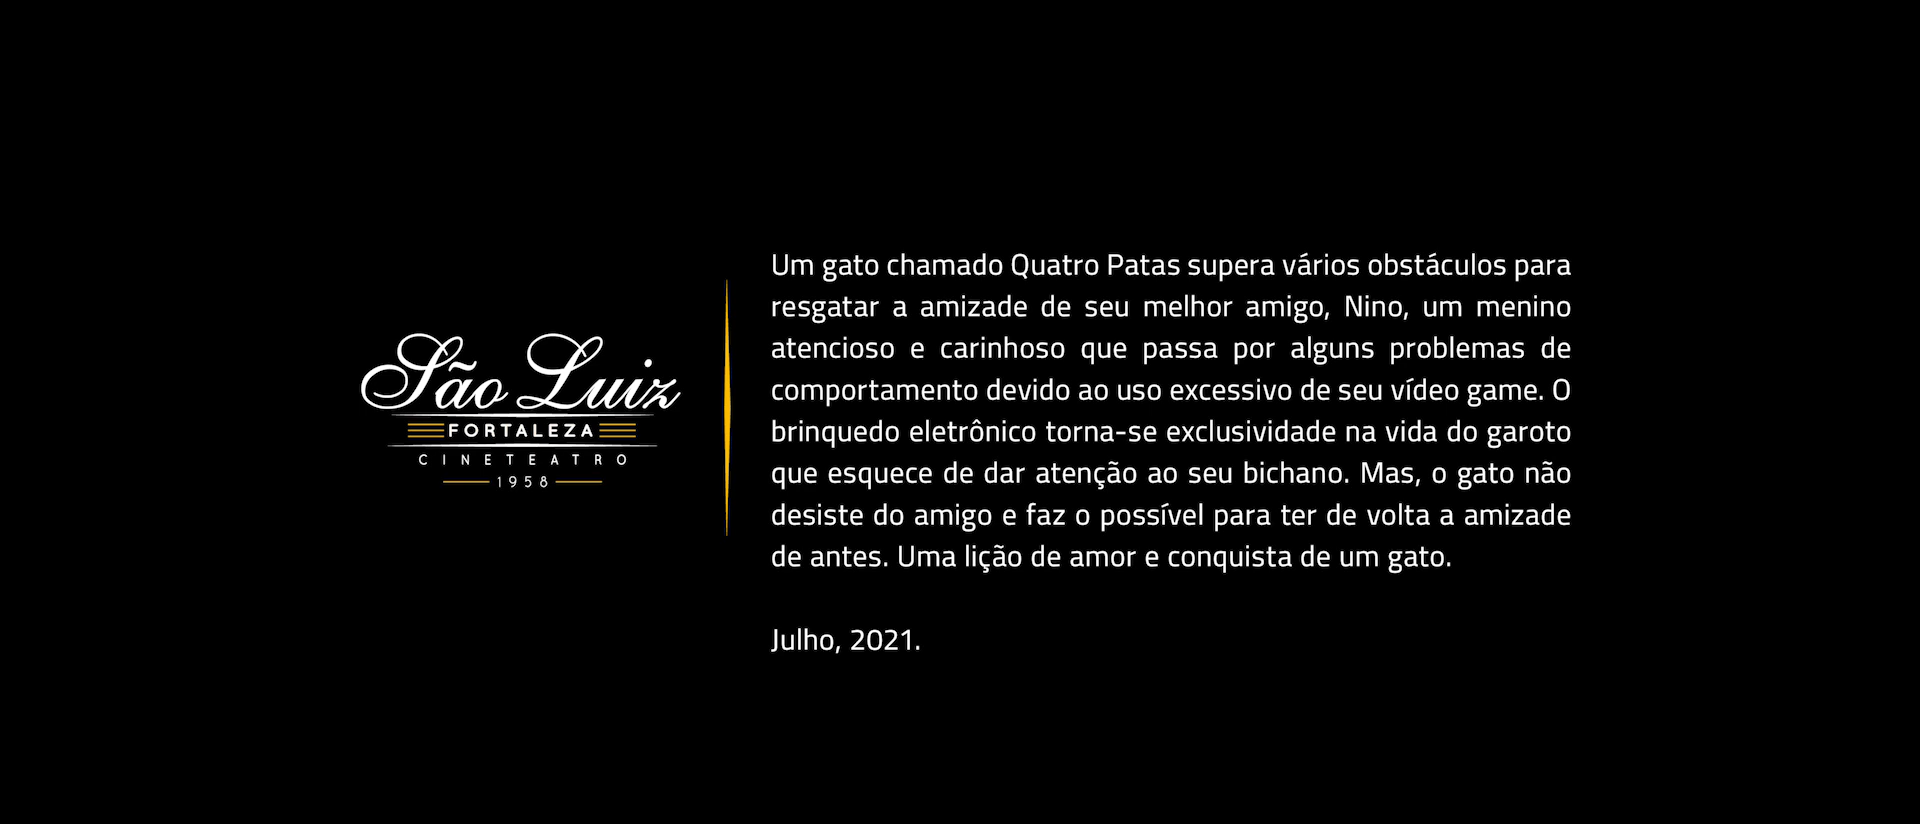 São Luiz
FORTALEZA
CINETEATRO
1958
Um gato chamado Quatro Patas supera vários obstáculos para
resgatar a amizade de seu melhor amigo, Nino, um menino
atencioso e carinhoso que passa por alguns problemas de
comportamento devido ao uso excessivo de seu vídeo game. O
brinquedo eletrônico torna-se exclusividade na vida do garoto
que esquece de dar atenção ao seu bichano. Mas, o gato não
desiste do amigo e faz o possível para ter de volta a amizade
de antes. Uma lição de amor e conquista de um gato.
Julho, 2021.